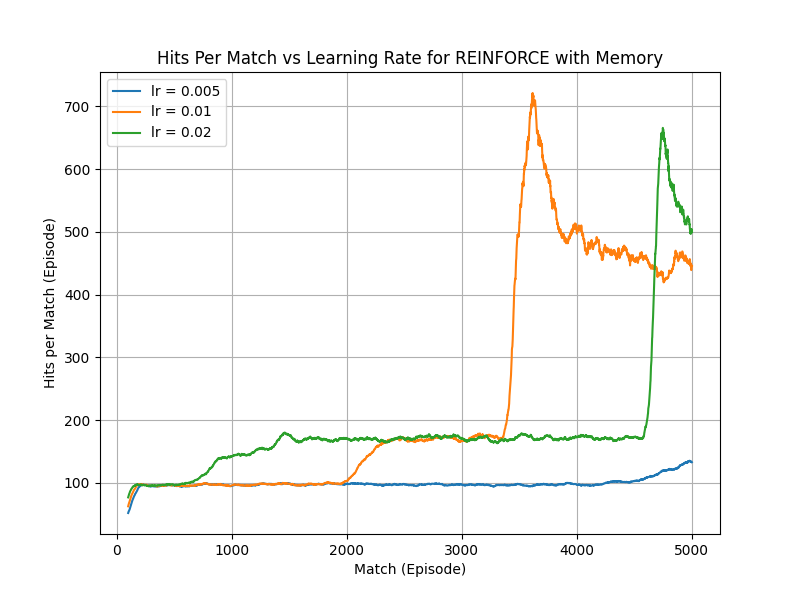 Hits Per Match vs Learning Rate for REINFORCE with Memory
lr = 0.005
lr = 0.01
lr = 0.02
Hits per Match (Episode)
700
600
500
400
300
200
100
0
1000
2000
3000
4000
5000
Match (Episode)